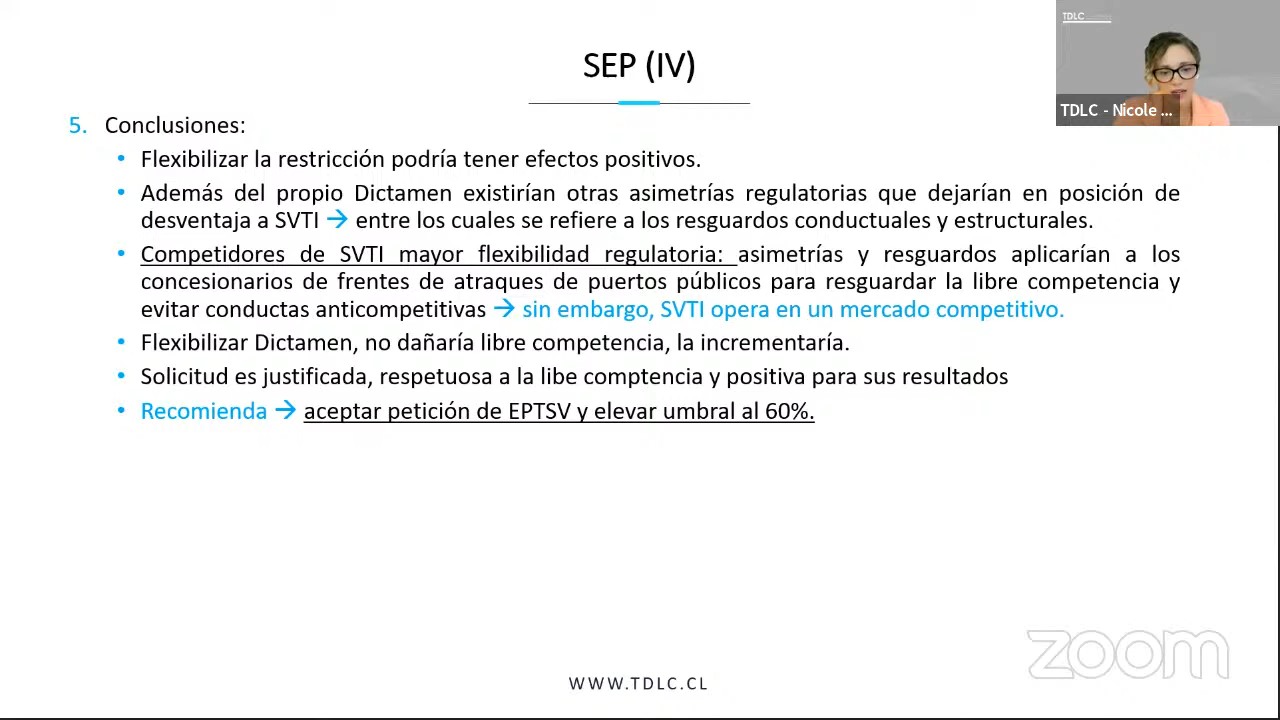 TDLC
SEP (IV)
TDLC - Nicole ...
5. Conclusiones:
• Flexibilizar la restricción podría tener efectos positivos.
• Además del propio Dictamen existirían otras asimetrías regulatorias que dejarían en posición de
desventaja a SVTI → entre los cuales se refiere a los resguardos conductuales y estructurales.
• Competidores de SVTI mayor flexibilidad regulatoria: asimetrías y resguardos aplicarían a los
concesionarios de frentes de atraques de puertos públicos para resguardar la libre competencia y
evitar conductas anticompetitivas → sin embargo, SVTI opera en un mercado competitivo.
• Flexibilizar Dictamen, no dañaría libre competencia, la incrementaría.
• Solicitud es justificada, respetuosa a la libe comptencia y positiva para sus resultados
• Recomienda → aceptar petición de EPTSV y elevar umbral al 60%.
zoom
WWW.TDLC.CL